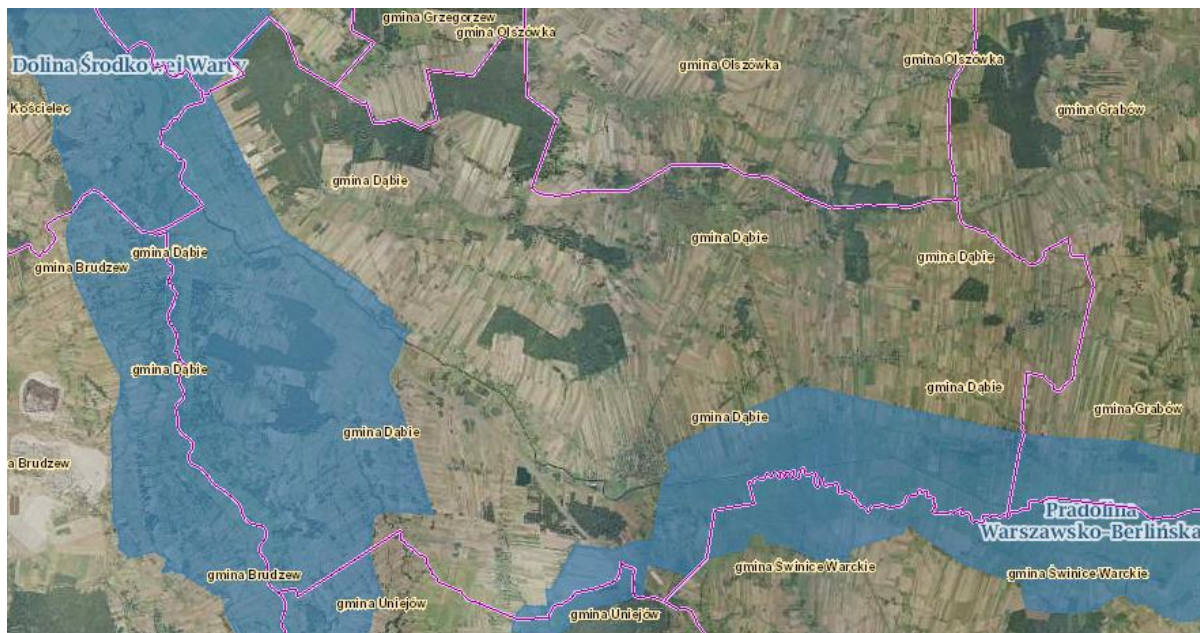 gmina Grzegorzew
gmina Olszówka
Dolina Środkowej Warty
gmina Olszówka
gmina Olszówka
Kościelec
gmina Grabów
gmina Dąbie
gmina Dąbie
gmina Dąbie
gmina Dąbie
gmina Brudzew
gmina Dąbie
gmina Dąbie
gmina Grabów
gmina Dąbie
gmina Dąbie
a Brudzew
Pradolina
Warszawsko-Berlińska
gmina Świnice Warckie
gmina Świnice Warckie
gmina Brudzew
gmina Uniejów
gmina Uniejów